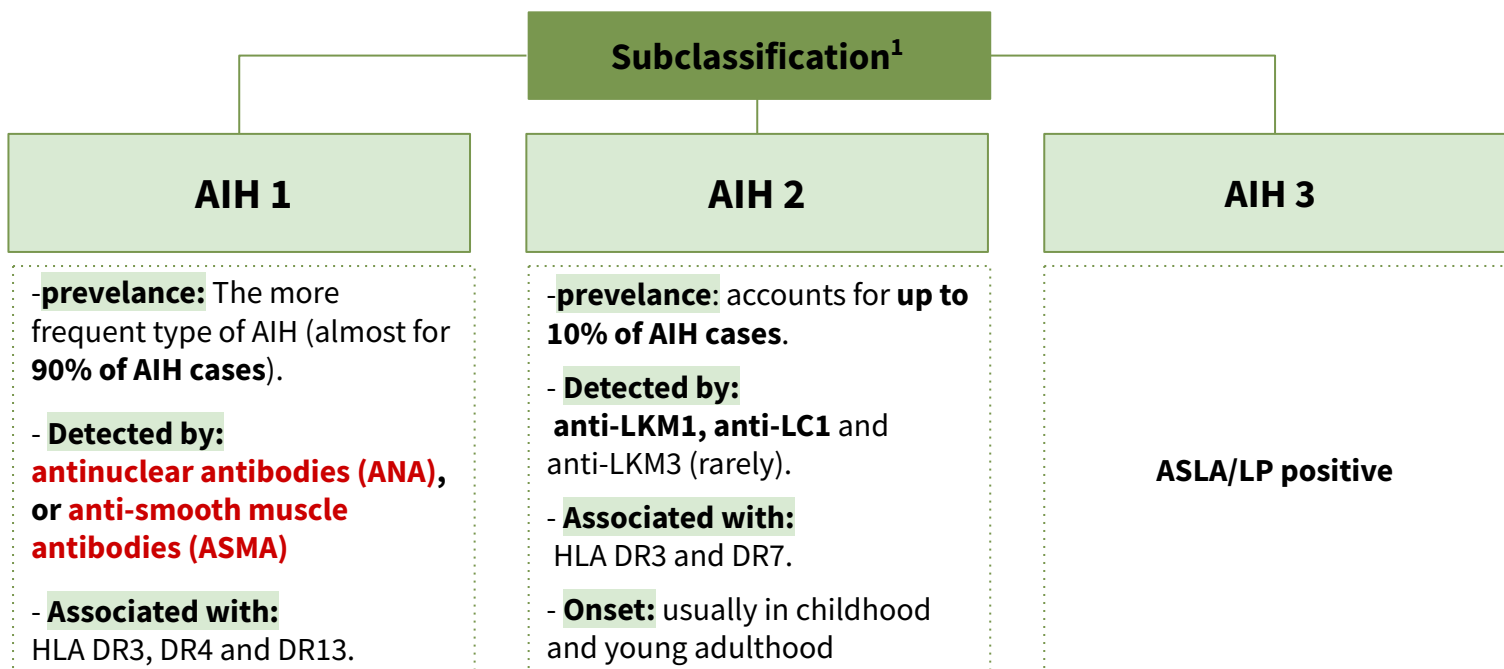 Subclassification¹
AIH 1
-prevelance: The more
frequent type of AIH (almost for
90% of AIH cases).
- Detected by:
antinuclear antibodies (ANA),
or anti-smooth muscle
antibodies (ASMA)
- Associated with:
HLA DR3, DR4 and DR13.
AIH 2
-prevelance: accounts for up to
10% of AIH cases.
- Detected by:
anti-LKM1, anti-LC1 and
anti-LKM3 (rarely).
- Associated with:
HLA DR3 and DR7.
- Onset: usually in childhood
and young adulthood
AIH 3
ASLA/LP positive